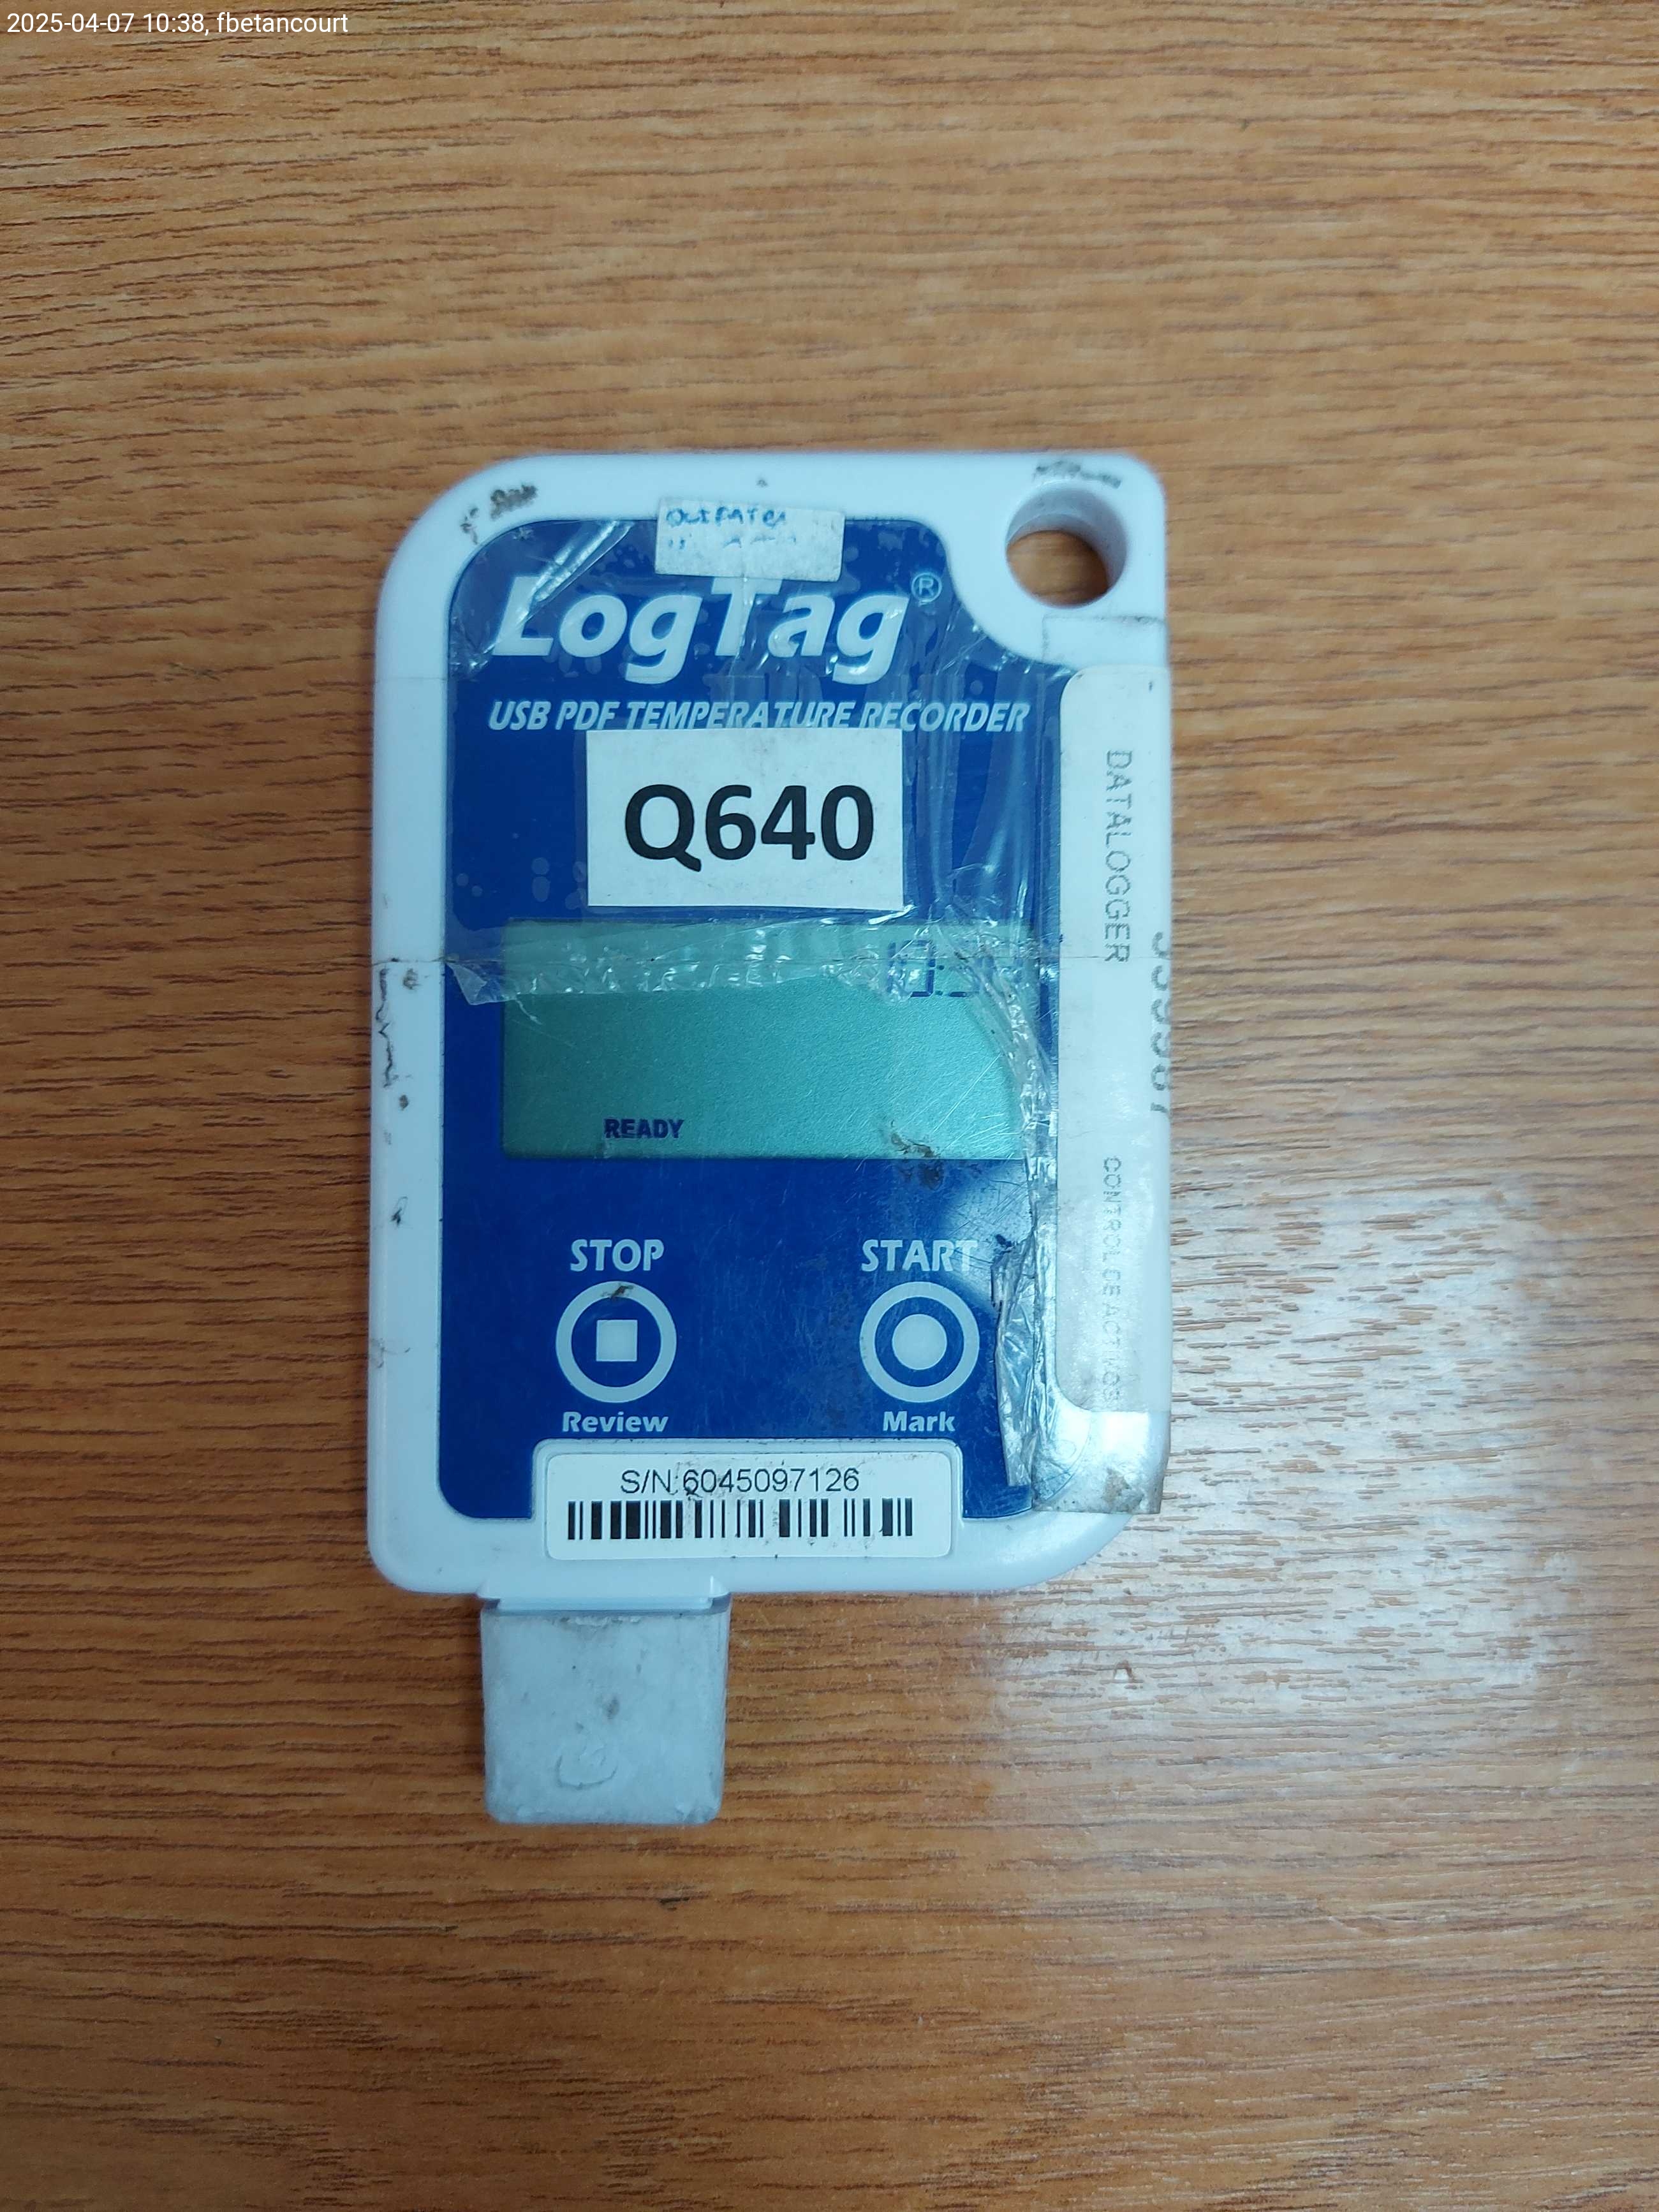 2025-04-07 10:38, fbetancourt
LogTag®
USB PDF TEMPERATURE RECORDER
Q640
DATALOGGER
READY
STOP
START
Review
Mark
S/N:6045097126